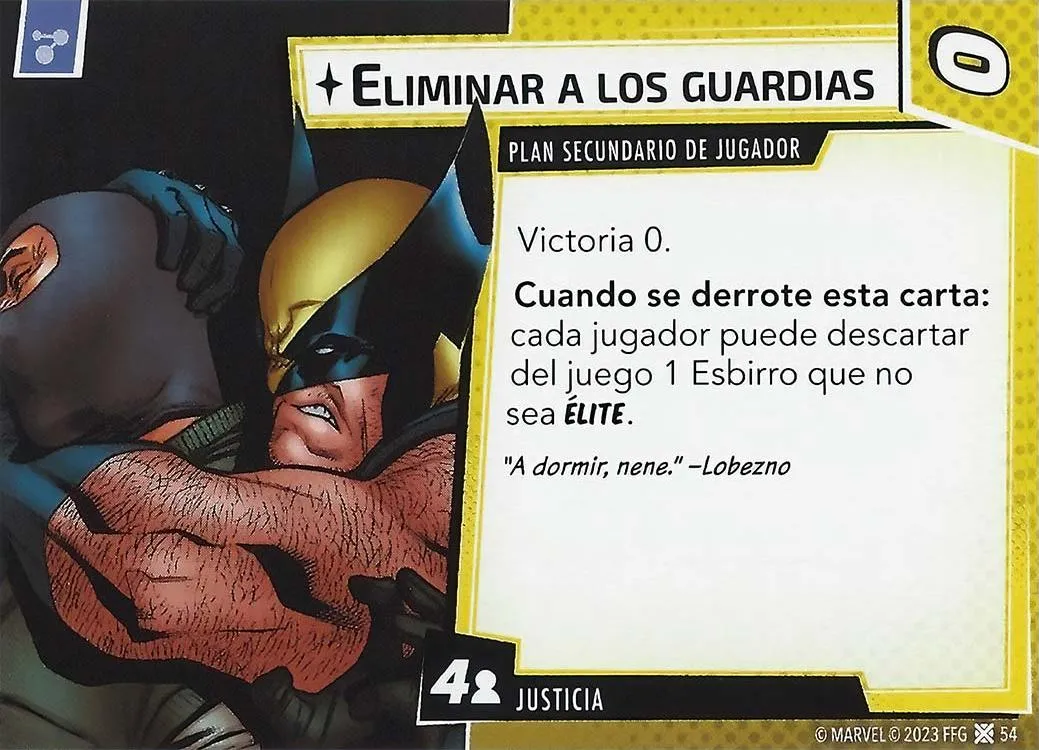 ELIMINAR A LOS GUARDIAS
0
PLAN SECUNDARIO DE JUGADOR
Victoria 0.
Cuando se derrote esta carta:
cada jugador puede descartar
del juego 1 Esbirro que no
sea ÉLITE.
"A dormir, nene." –Lobezno
4
JUSTICIA
© MARVEL © 2023 FFG 54